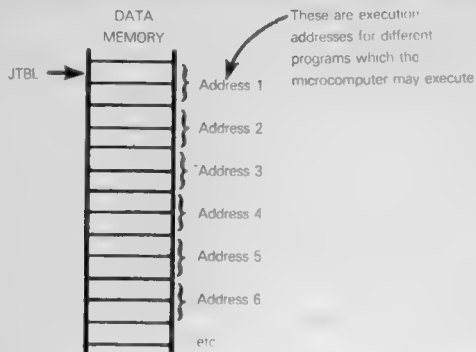 DATA
MEMORY
These are execution
addresses for different
programs which the
microcomputer may execute
JTBL
Address 1
Address 2
Address 3
Address 4
Address 5
Address 6
etc